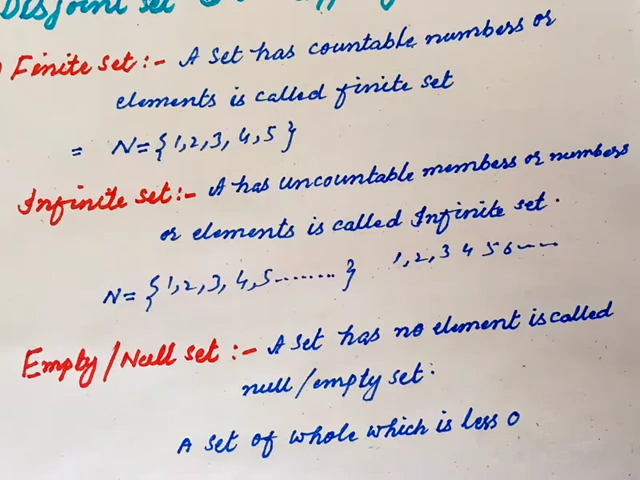 Disjoint set
Finite set :- A set has countable numbers or
elements is called finite set
= N = {1,2,3, 4,5}
Infinite set :- A has uncountable members or numbers
or elements is called Infinite set.
N = {1,2,3, 4,5........} 1,2,3 4 5 6 ----
Empty/Null set :- A set has no element is called
null/empty set.
A set of whole which is less 0